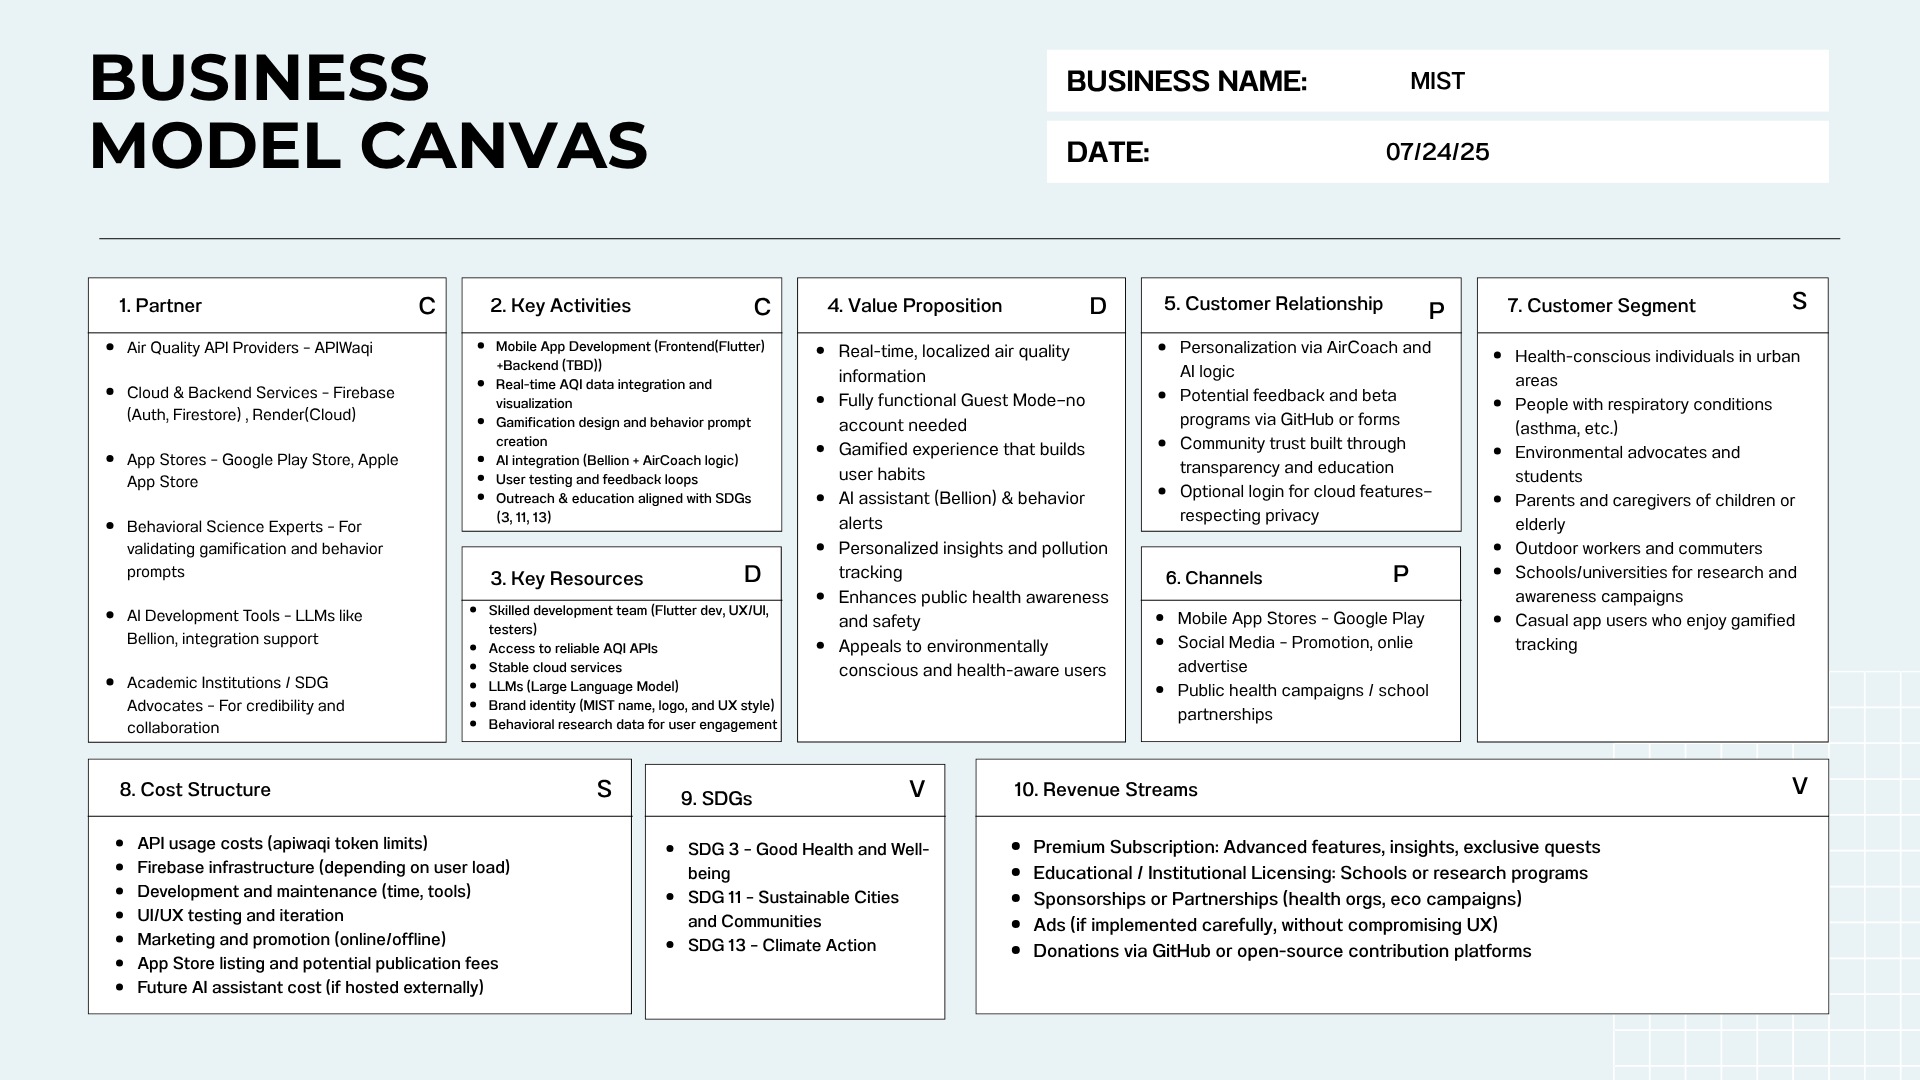 BUSINESS
MODEL CANVAS
BUSINESS NAME: MIST
DATE: 07/24/25
1. Partner C
Air Quality API Providers – APIWaqi
Cloud & Backend Services – Firebase
(Auth, Firestore) , Render(Cloud)
App Stores – Google Play Store, Apple
App Store
Behavioral Science Experts – For
validating gamification and behavior
prompts
AI Development Tools – LLMs like
Bellion, integration support
Academic Institutions / SDG
Advocates – For credibility and
collaboration
2. Key Activities C
Mobile App Development (Frontend(Flutter)
+Backend (TBD))
Real-time AQI data integration and
visualization
Gamification design and behavior prompt
creation
AI integration (Bellion + AirCoach logic)
User testing and feedback loops
Outreach & education aligned with SDGs
(3, 11, 13)
3. Key Resources D
Skilled development team (Flutter dev, UX/UI,
testers)
Access to reliable AQI APIs
Stable cloud services
LLMs (Large Language Model)
Brand identity (MIST name, logo, and UX style)
Behavioral research data for user engagement
4. Value Proposition D
Real-time, localized air quality
information
Fully functional Guest Mode—no
account needed
Gamified experience that builds
user habits
AI assistant (Bellion) & behavior
alerts
Personalized insights and pollution
tracking
Enhances public health awareness
and safety
Appeals to environmentally
conscious and health-aware users
5. Customer Relationship P
Personalization via AirCoach and
AI logic
Potential feedback and beta
programs via GitHub or forms
Community trust built through
transparency and education
Optional login for cloud features—
respecting privacy
6. Channels P
Mobile App Stores – Google Play
Social Media – Promotion, onlie
advertise
Public health campaigns / school
partnerships
7. Customer Segment S
Health-conscious individuals in urban
areas
People with respiratory conditions
(asthma, etc.)
Environmental advocates and
students
Parents and caregivers of children or
elderly
Outdoor workers and commuters
Schools/universities for research and
awareness campaigns
Casual app users who enjoy gamified
tracking
8. Cost Structure S
API usage costs (apiwaqi token limits)
Firebase infrastructure (depending on user load)
Development and maintenance (time, tools)
UI/UX testing and iteration
Marketing and promotion (online/offline)
App Store listing and potential publication fees
Future AI assistant cost (if hosted externally)
9. SDGs V
SDG 3 – Good Health and Well-
being
SDG 11 – Sustainable Cities
and Communities
SDG 13 – Climate Action
10. Revenue Streams V
Premium Subscription: Advanced features, insights, exclusive quests
Educational / Institutional Licensing: Schools or research programs
Sponsorships or Partnerships (health orgs, eco campaigns)
Ads (if implemented carefully, without compromising UX)
Donations via GitHub or open-source contribution platforms